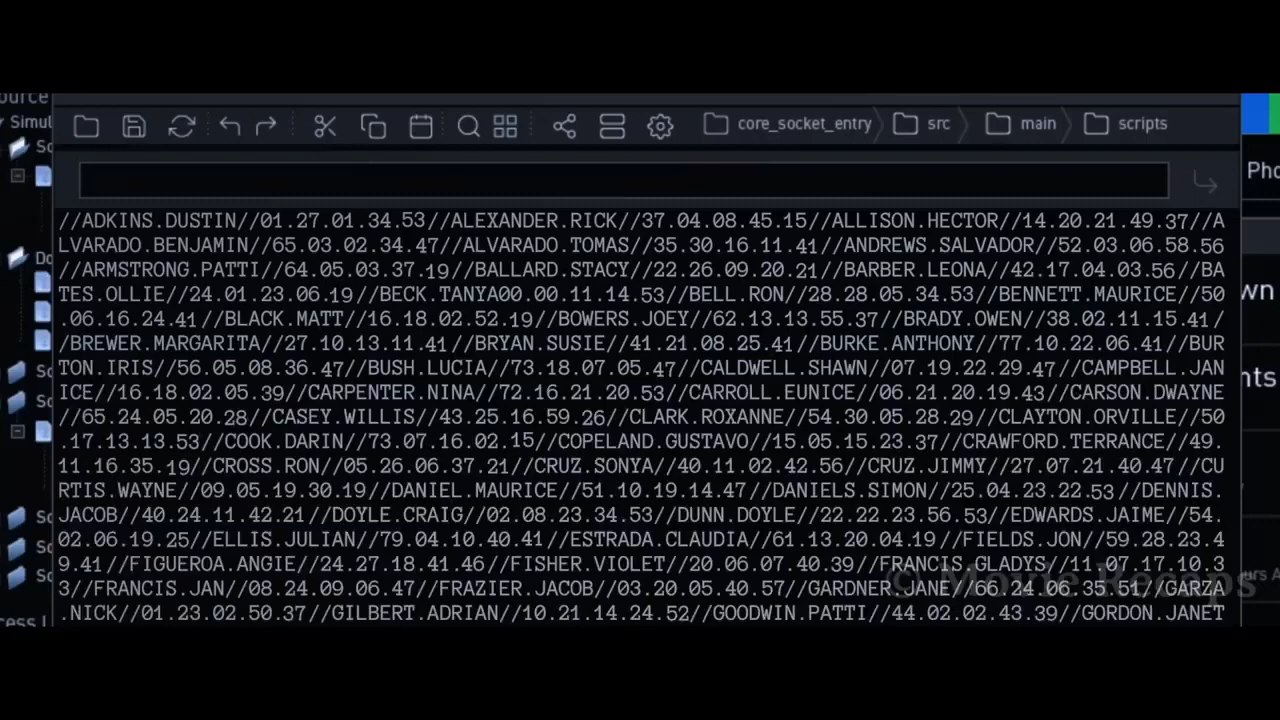 ource
Simul
Sc
Do
Sc
Sc
Sc
Sc
Sc
cess I
core_socket_entry
src
main
scripts
//ADKINS.DUSTIN//01.27.01.34.53//ALEXANDER.RICK//37.04.08.45.15//ALLISON.HECTOR//14.20.21.49.37//A
LVARADO.BENJAMIN//65.03.02.34.47//ALVARADO.TOMAS//35.30.16.11.41//ANDREWS.SALVADOR//52.03.06.58.56
//ARMSTRONG.PATTI//64.05.03.37.19//BALLARD.STACY//22.26.09.20.21//BARBER.LEONA//42.17.04.03.56//BA
TES.OLLIE//24.01.23.06.19//BECK.TANYA00.00.11.14.53//BELL.RON//28.28.05.34.53//BENNETT.MAURICE//50
.06.16.24.41//BLACK.MATT//16.18.02.52.19//BOWERS.JOEY//62.13.13.55.37//BRADY.OWEN//38.02.11.15.41/
/BREWER.MARGARITA//27.10.13.11.41//BRYAN.SUSIE//41.21.08.25.41//BURKE.ANTHONY//77.10.22.06.41//BUR
TON.IRIS//56.05.08.36.47//BUSH.LUCIA//73.18.07.05.47//CALDWELL.SHAWN//07.19.22.29.47//CAMPBELL.JAN
ICE//16.18.02.05.39//CARPENTER.NINA//72.16.21.20.53//CARROLL.EUNICE//06.21.20.19.43//CARSON.DWAYNE
//65.24.05.20.28//CASEY.WILLIS//43.25.16.59.26//CLARK.ROXANNE//54.30.05.28.29//CLAYTON.ORVILLE//50
.17.13.13.53//COOK.DARIN//73.07.16.02.15//COPELAND.GUSTAVO//15.05.15.23.37//CRAWFORD.TERRANCE//49.
11.16.35.19//CROSS.RON//05.26.06.37.21//CRUZ.SONYA//40.11.02.42.56//CRUZ.JIMMY//27.07.21.40.47//CU
RTIS.WAYNE//09.05.19.30.19//DANIEL.MAURICE//51.10.19.14.47//DANIELS.SIMON//25.04.23.22.53//DENNIS.
JACOB//40.24.11.42.21//DOYLE.CRAIG//02.08.23.34.53//DUNN.DOYLE//22.22.23.56.53//EDWARDS.JAIME//54.
02.06.19.25//ELLIS.JULIAN//79.04.10.40.41//ESTRADA.CLAUDIA//61.13.20.04.19//FIELDS.JON//59.28.23.4
9.41//FIGUEROA.ANGIE//24.27.18.41.46//FISHER.VIOLET//20.06.07.40.39//FRANCIS.GLADYS//11.07.17.10.3
3//FRANCIS.JAN//08.24.09.06.47//FRAZIER.JACOB//03.20.05.40.57//GARDNER.JANE//66.24.06.35.51//GARZA
.NICK//01.23.02.50.37//GILBERT.ADRIAN//10.21.14.24.52//GOODWIN.PATTI//44.02.02.43.39//GORDON.JANET
Pho
wn
nts
urs A
© Movie Recaps